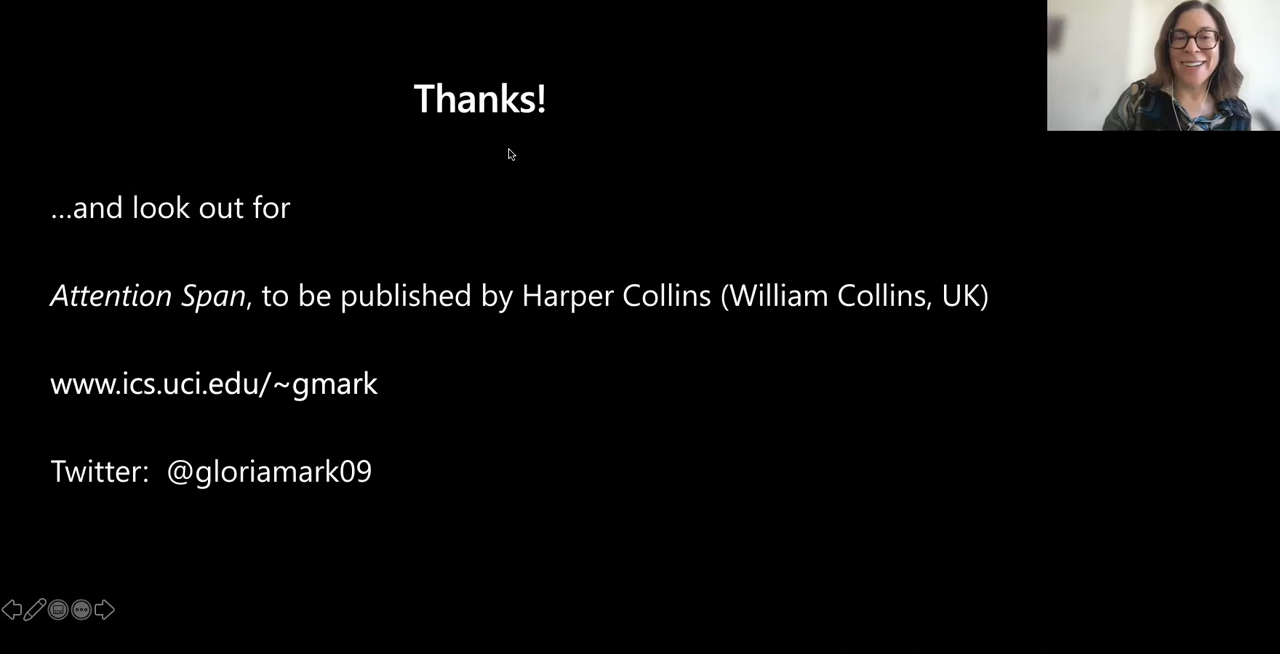 Thanks!
...and look out for
Attention Span, to be published by Harper Collins (William Collins, UK)
www.ics.uci.edu/~gmark
Twitter:  @gloriamark09